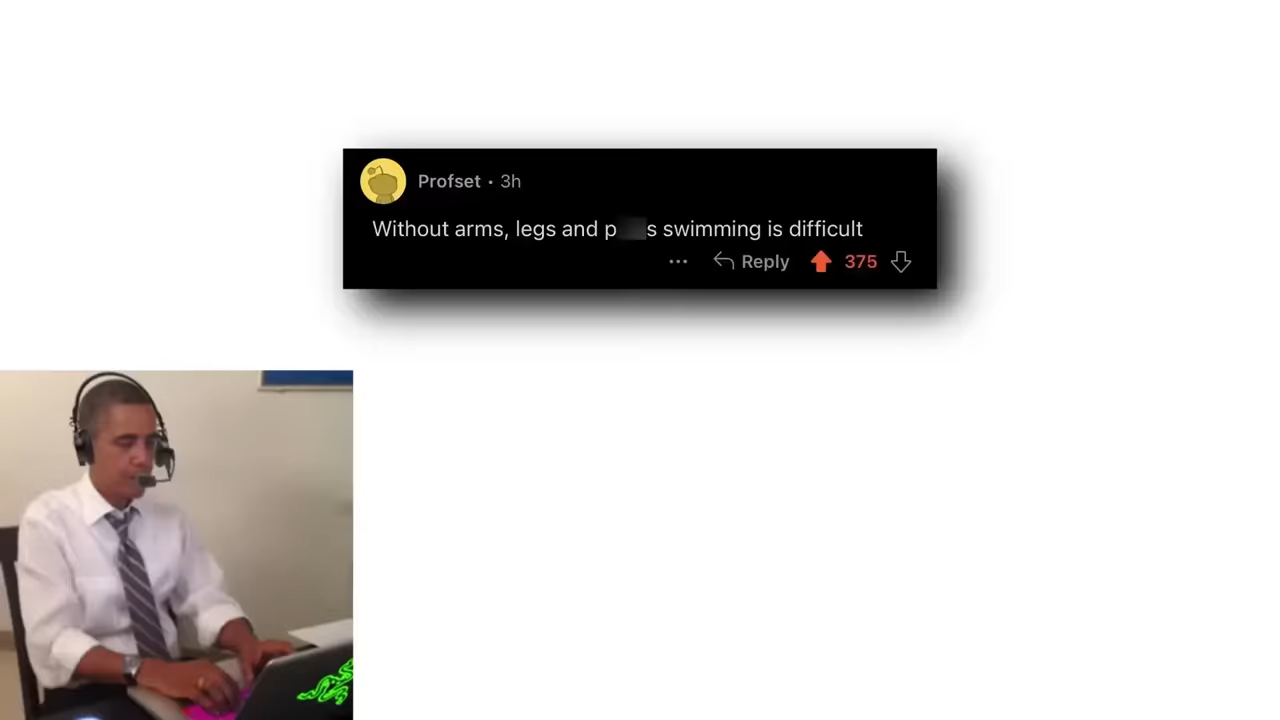 Profset • 3h
Without arms, legs and p s swimming is difficult
... Reply 375